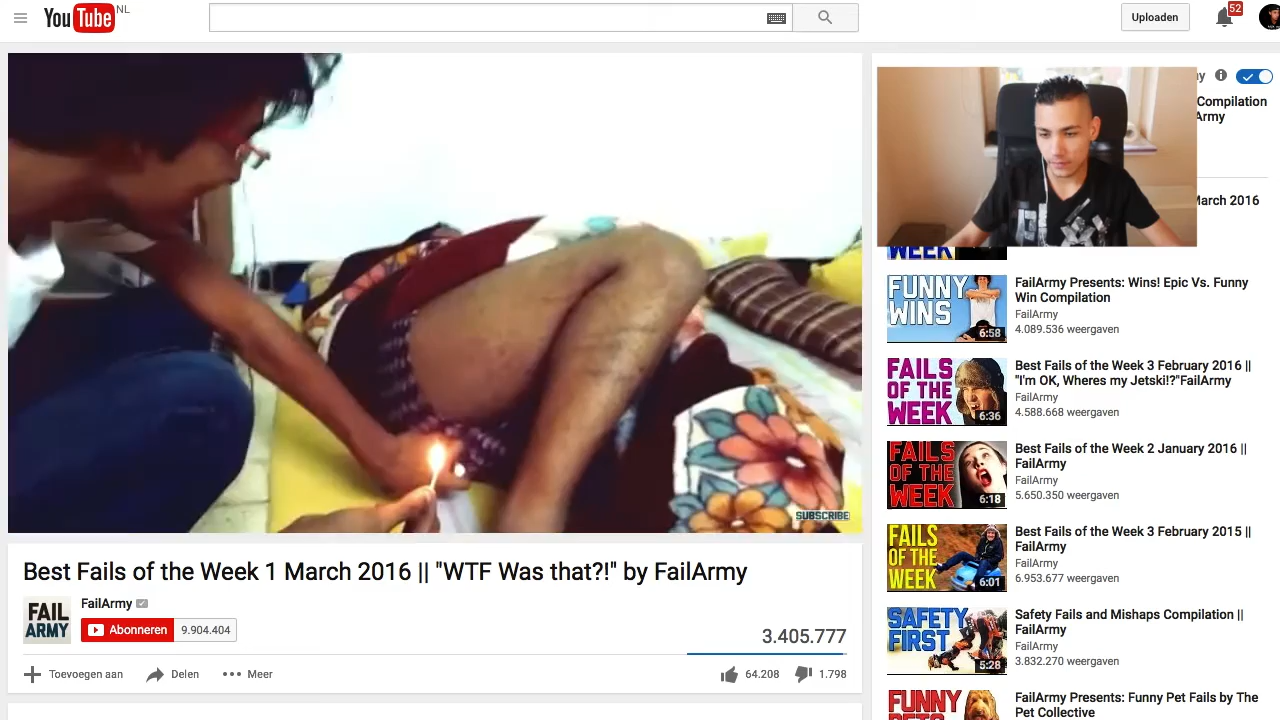 YouTube NL
Uploaden
52
SUBSCRIBE
Best Fails of the Week 1 March 2016 || "WTF Was that?!" by FailArmy
FAIL
ARMY
FailArmy
Abonneren
9.904.404
3.405.777
Toevoegen aan
Delen
Meer
64.208
1.798
Compilation
Army
March 2016
WEEK
FUNNY
WINS
6:58
FailArmy Presents: Wins! Epic Vs. Funny
Win Compilation
FailArmy
4.089.536 weergaven
FAILS
OF THE
WEEK
6:36
Best Fails of the Week 3 February 2016 ||
"I'm OK, Wheres my Jetski!?"FailArmy
FailArmy
4.588.668 weergaven
FAILS
OF THE
WEEK
6:18
Best Fails of the Week 2 January 2016 ||
FailArmy
FailArmy
5.650.350 weergaven
FAILS
OF THE
WEEK
6:01
Best Fails of the Week 3 February 2015 ||
FailArmy
FailArmy
6.953.677 weergaven
SAFETY
FIRST
5:28
Safety Fails and Mishaps Compilation ||
FailArmy
FailArmy
3.832.270 weergaven
FUNNY
PETS
FailArmy Presents: Funny Pet Fails by The
Pet Collective